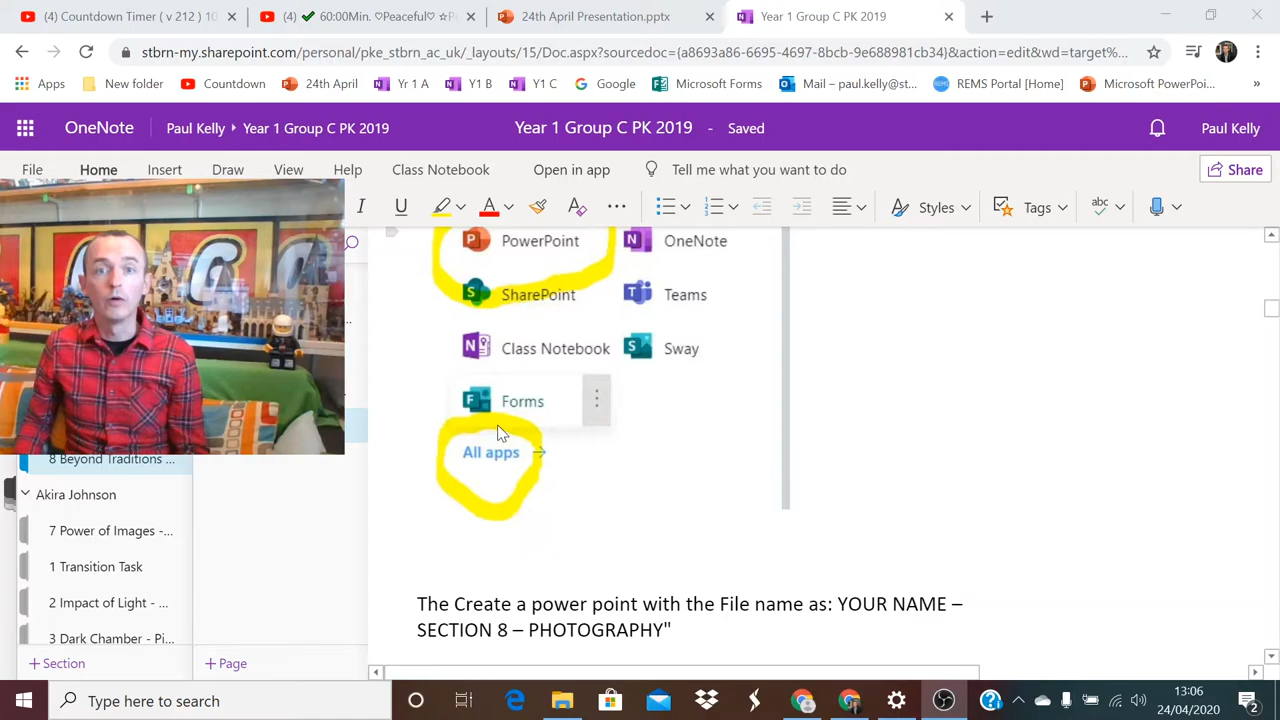 (4) Countdown Timer ( v 212 ) 10
(4) ✔ 60:00Min. ♡Peaceful♡ ☆P
24th April Presentation.pptx
Year 1 Group C PK 2019
stbrn-my.sharepoint.com/personal/pke_stbrn_ac_uk/_layouts/15/Doc.aspx?sourcedoc={a8693a86-6695-4697-8bcb-9e688981cb34}&action=edit&wd=target%...
Apps New folder Countdown 24th April Yr 1 A Y1 B Y1 C Google Microsoft Forms Mail – paul.kelly@st... REMS Portal [Home] Microsoft PowerPoi... »
OneNote Paul Kelly Year 1 Group C PK 2019 Year 1 Group C PK 2019 - Saved Paul Kelly
File Home Insert Draw View Help Class Notebook Open in app Tell me what you want to do Share
Styles Tags abc
PowerPoint OneNote
SharePoint Teams
Class Notebook Sway
Forms
All apps →
8 Beyond Traditions ...
Akira Johnson
7 Power of Images -...
1 Transition Task
2 Impact of Light - ...
3 Dark Chamber - Pi...
The Create a power point with the File name as: YOUR NAME –
SECTION 8 – PHOTOGRAPHY"
+ Section + Page
Type here to search
13:06
24/04/2020
2